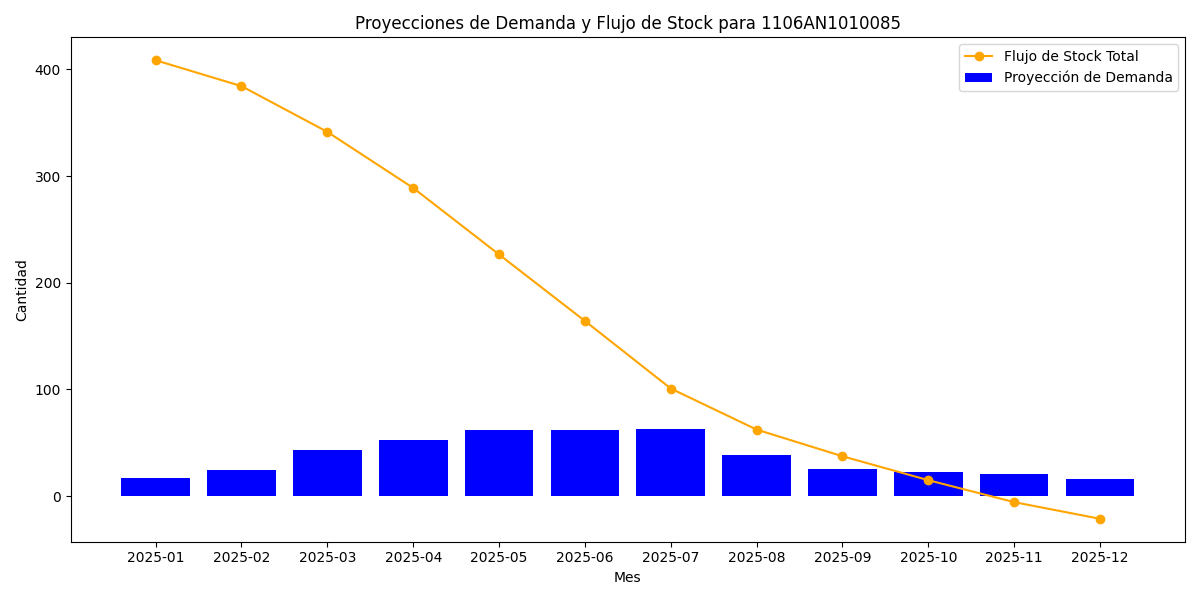 Proyecciones de Demanda y Flujo de Stock para 1106AN1010085
Flujo de Stock Total
Proyección de Demanda
Cantidad
400
300
200
100
0
2025-01 2025-02 2025-03 2025-04 2025-05 2025-06 2025-07 2025-08 2025-09 2025-10 2025-11 2025-12
Mes